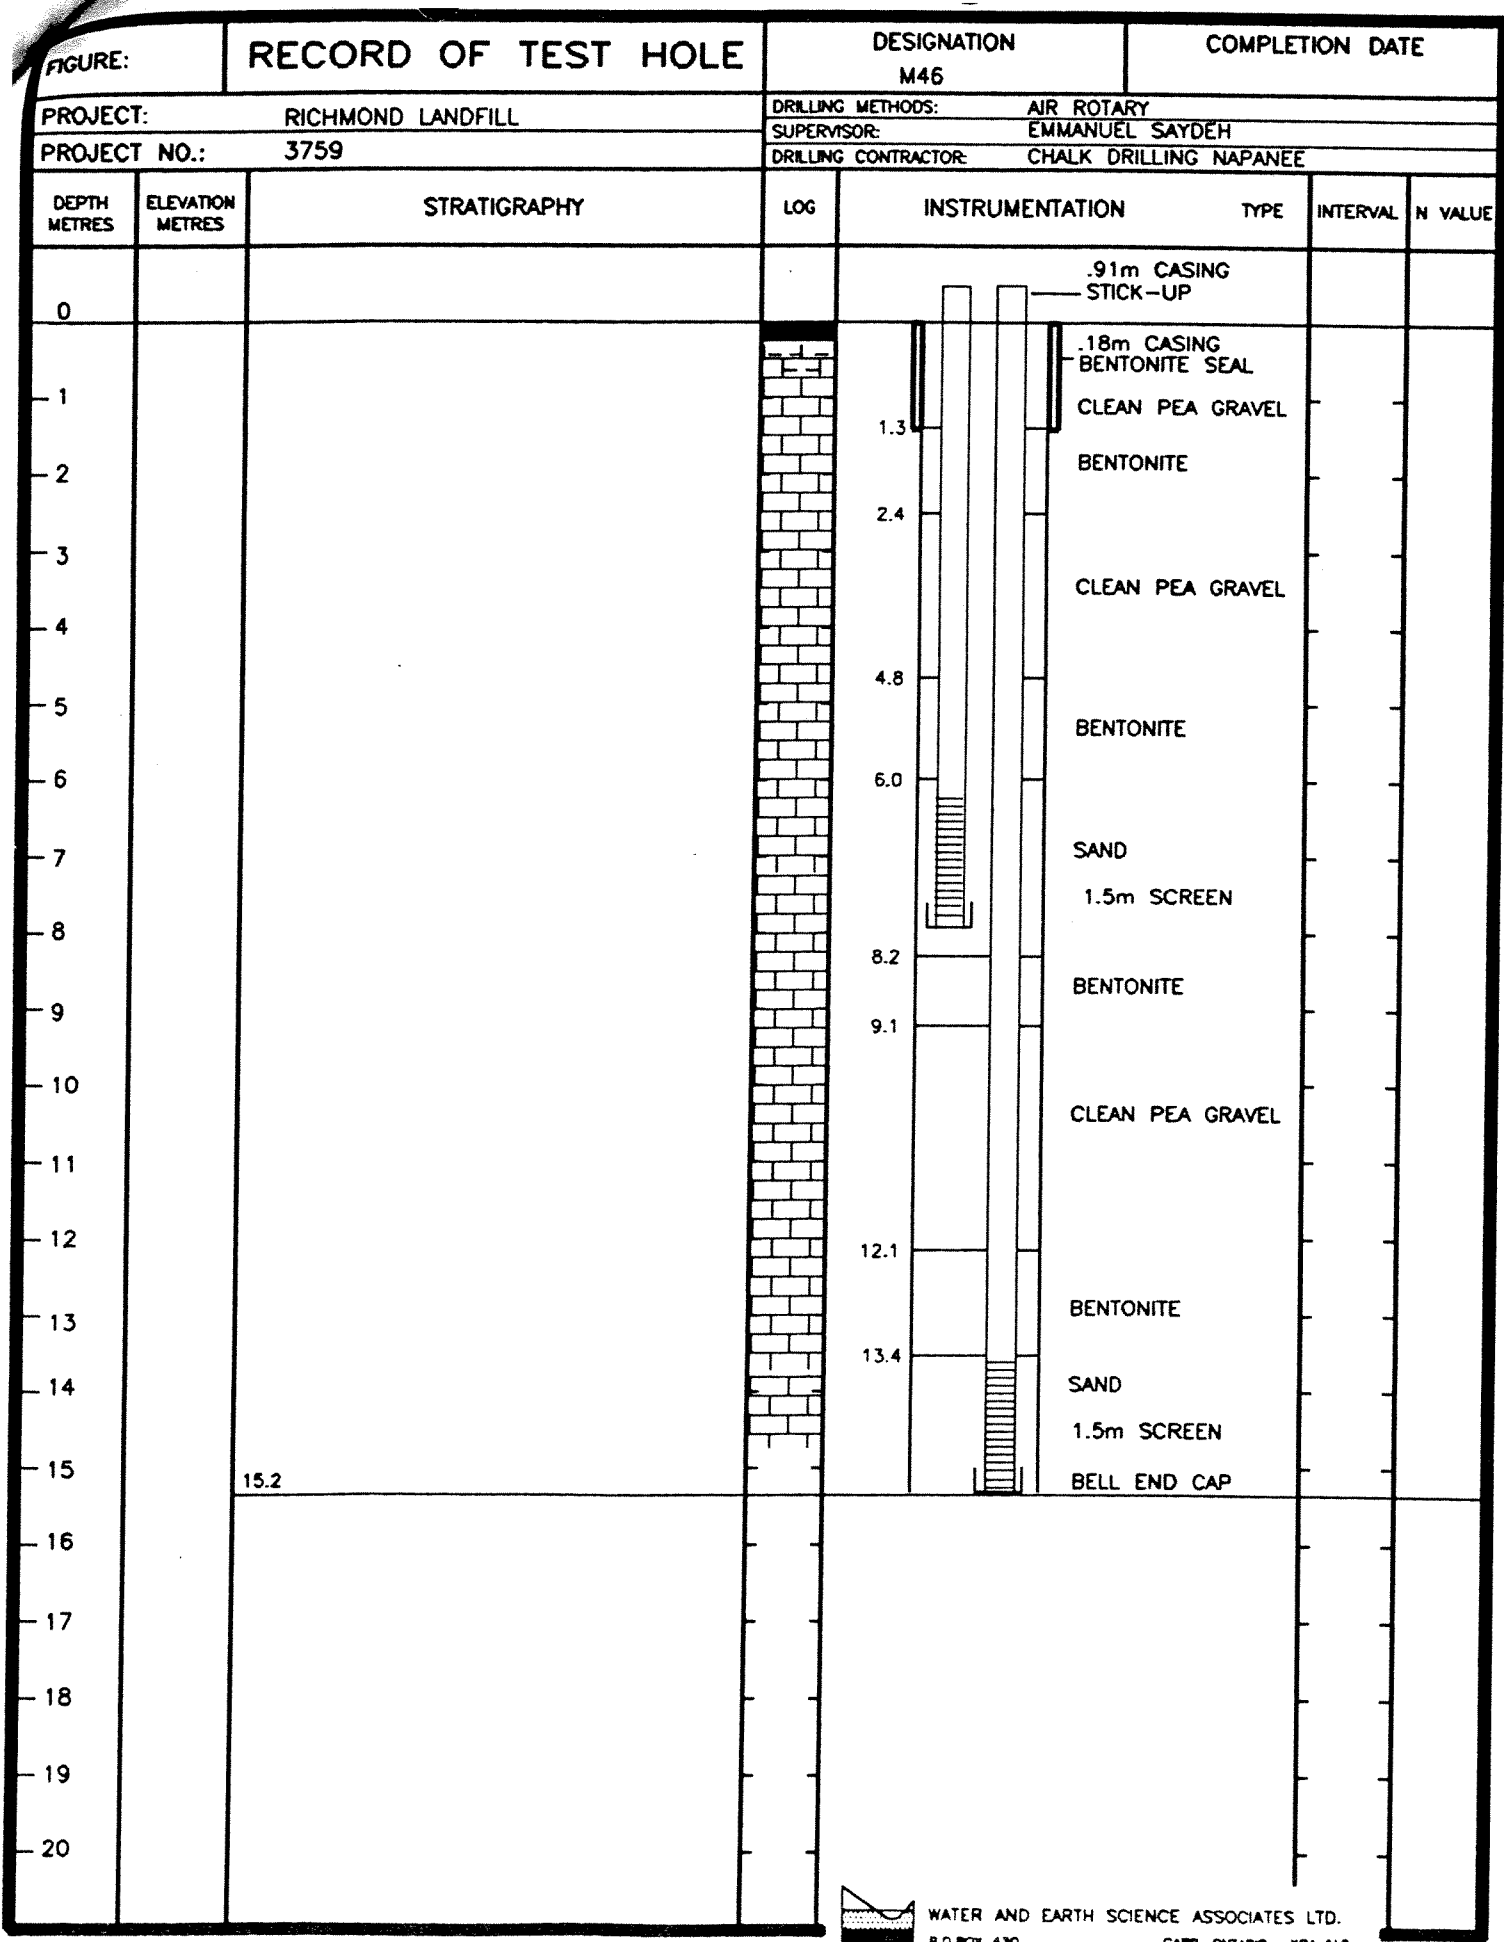 FIGURE:
RECORD OF TEST HOLE
DESIGNATION
M46
COMPLETION DATE
PROJECT: RICHMOND LANDFILL
PROJECT NO.: 3759
DRILLING METHODS: AIR ROTARY
SUPERVISOR: EMMANUEL SAYDEH
DRILLING CONTRACTOR: CHALK DRILLING NAPANEE
DEPTH METRES
ELEVATION METRES
STRATIGRAPHY
LOG
INSTRUMENTATION TYPE
INTERVAL
N VALUE
.91m CASING
STICK-UP
0
.18m CASING
BENTONITE SEAL
1
CLEAN PEA GRAVEL
1.3
BENTONITE
2
2.4
3
CLEAN PEA GRAVEL
4
4.8
5
BENTONITE
6
6.0
SAND
7
1.5m SCREEN
8
8.2
BENTONITE
9
9.1
10
CLEAN PEA GRAVEL
11
12
12.1
BENTONITE
13
13.4
SAND
14
1.5m SCREEN
15
15.2
BELL END CAP
16
17
18
19
20
WATER AND EARTH SCIENCE ASSOCIATES LTD.